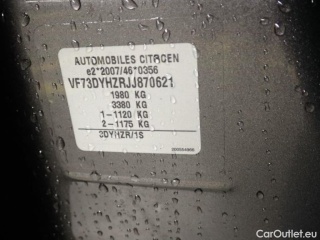 AUTOMOBILES CITROEN
e2*2007/46*0356
VF73DYHZRJJ870621
1980 KG
3380 KG
1-1120 KG
2-1175 KG
3DYHZR/1S
CarOutlet.eu